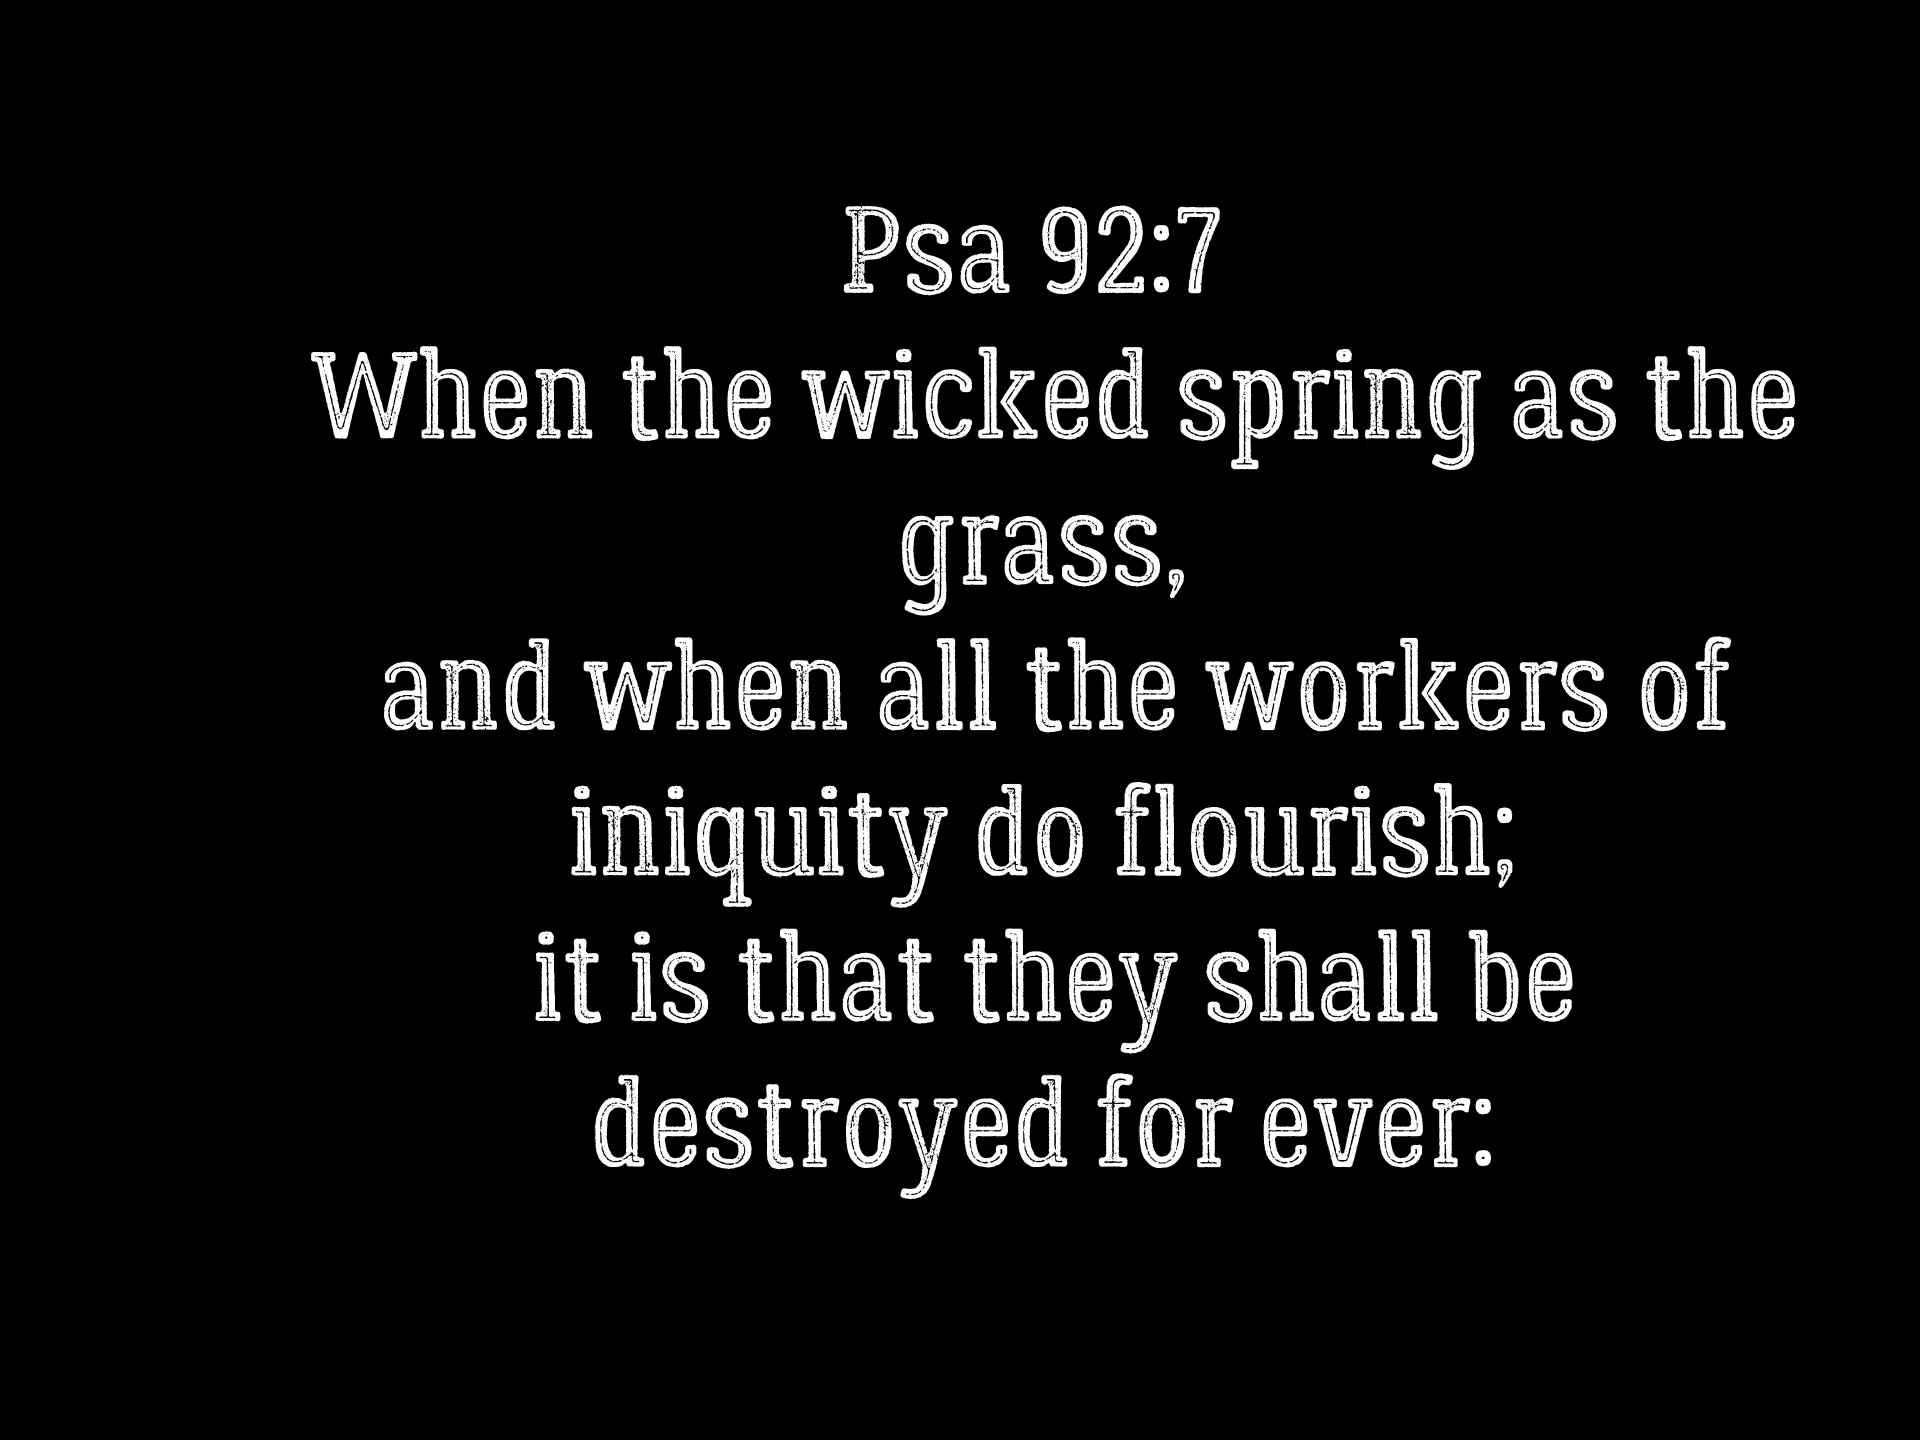 Psa 92:7
When the wicked spring as the
grass,
and when all the workers of
iniquity do flourish;
it is that they shall be
destroyed for ever: